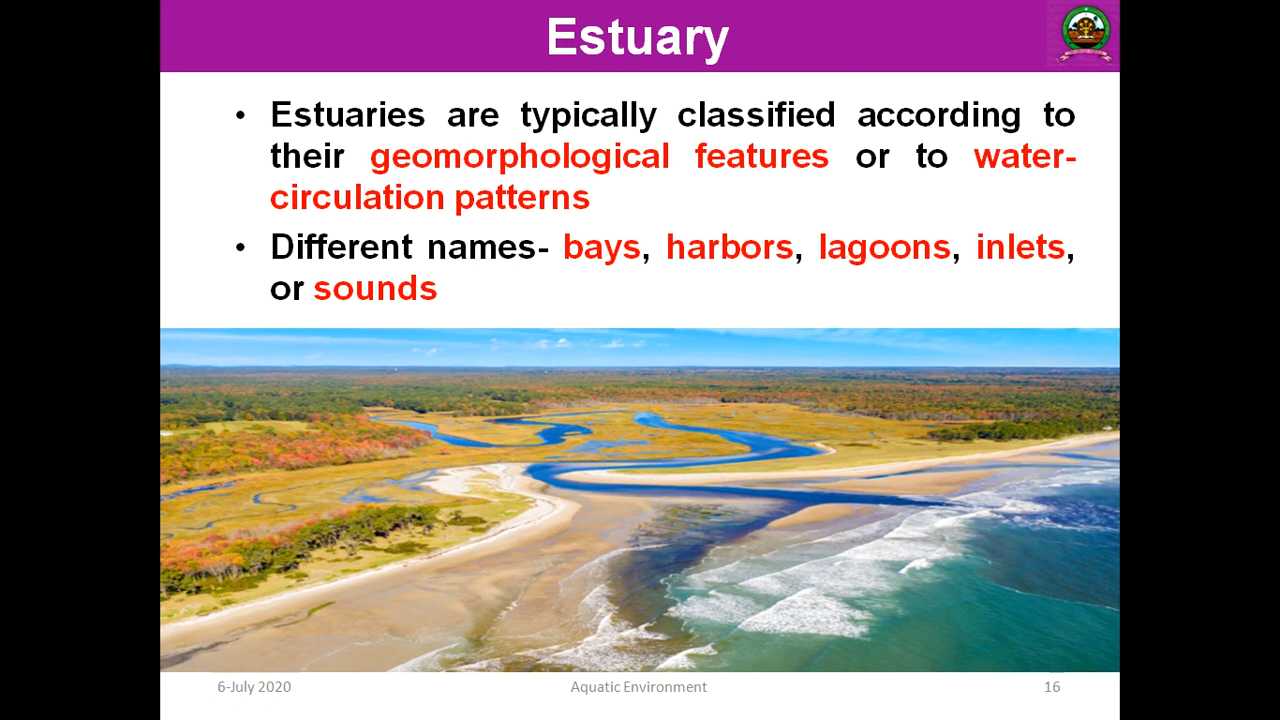 Estuary
• Estuaries are typically classified according to
their geomorphological features or to water-
circulation patterns
• Different names- bays, harbors, lagoons, inlets,
or sounds
6-July 2020
Aquatic Environment
16